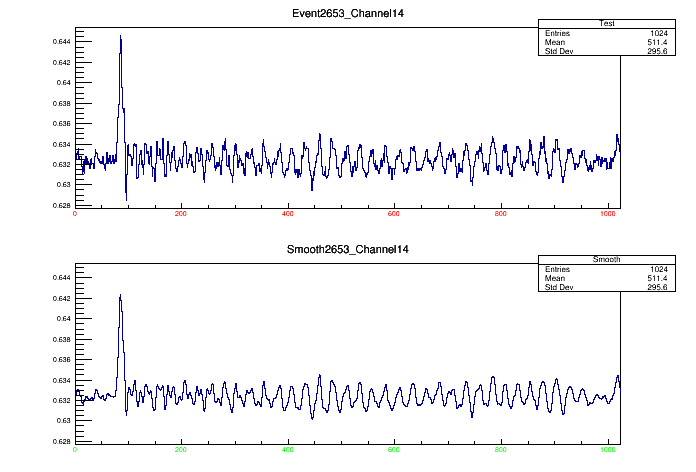 Event2653_Channel14
Test
Entries 1024
Mean 511.4
Std Dev 295.6
0.644
0.642
0.64
0.638
0.636
0.634
0.632
0.63
0.628
0 200 400 600 800 1000
Smooth2653_Channel14
Smooth
Entries 1024
Mean 511.4
Std Dev 295.6
0.644
0.642
0.64
0.638
0.636
0.634
0.632
0.63
0.628
0 200 400 600 800 1000